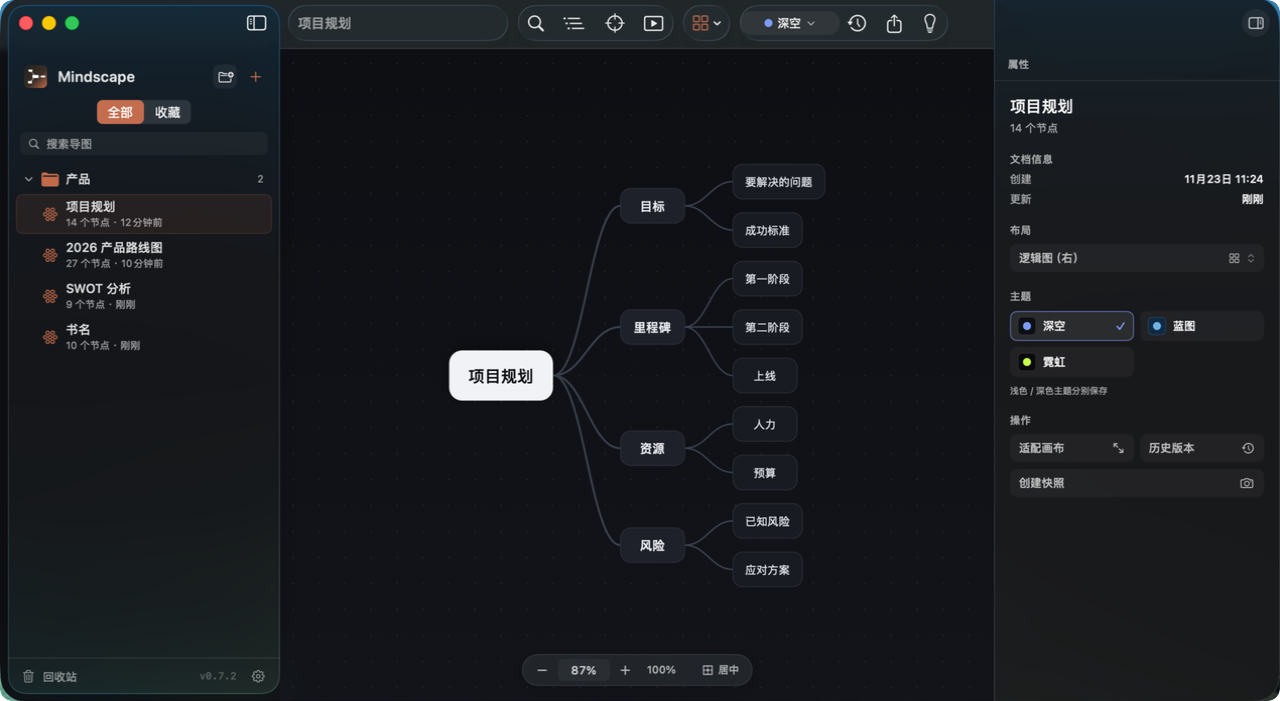 Mindscape
全部 收藏
搜索导图
产品 2
项目规划
14 个节点 · 12 分钟前
2026 产品路线图
27 个节点 · 10 分钟前
SWOT 分析
9 个节点 · 刚刚
书名
10 个节点 · 刚刚
回收站 v0.7.2
项目规划
深空
项目规划
目标
要解决的问题
成功标准
里程碑
第一阶段
第二阶段
上线
资源
人力
预算
风险
已知风险
应对方案
87% 100% 居中
属性
项目规划
14 个节点
文档信息
创建 11月23日 11:24
更新 刚刚
布局
逻辑图 (右)
主题
深空 蓝图
霓虹
浅色 / 深色主题分别保存
操作
适配画布 历史版本
创建快照